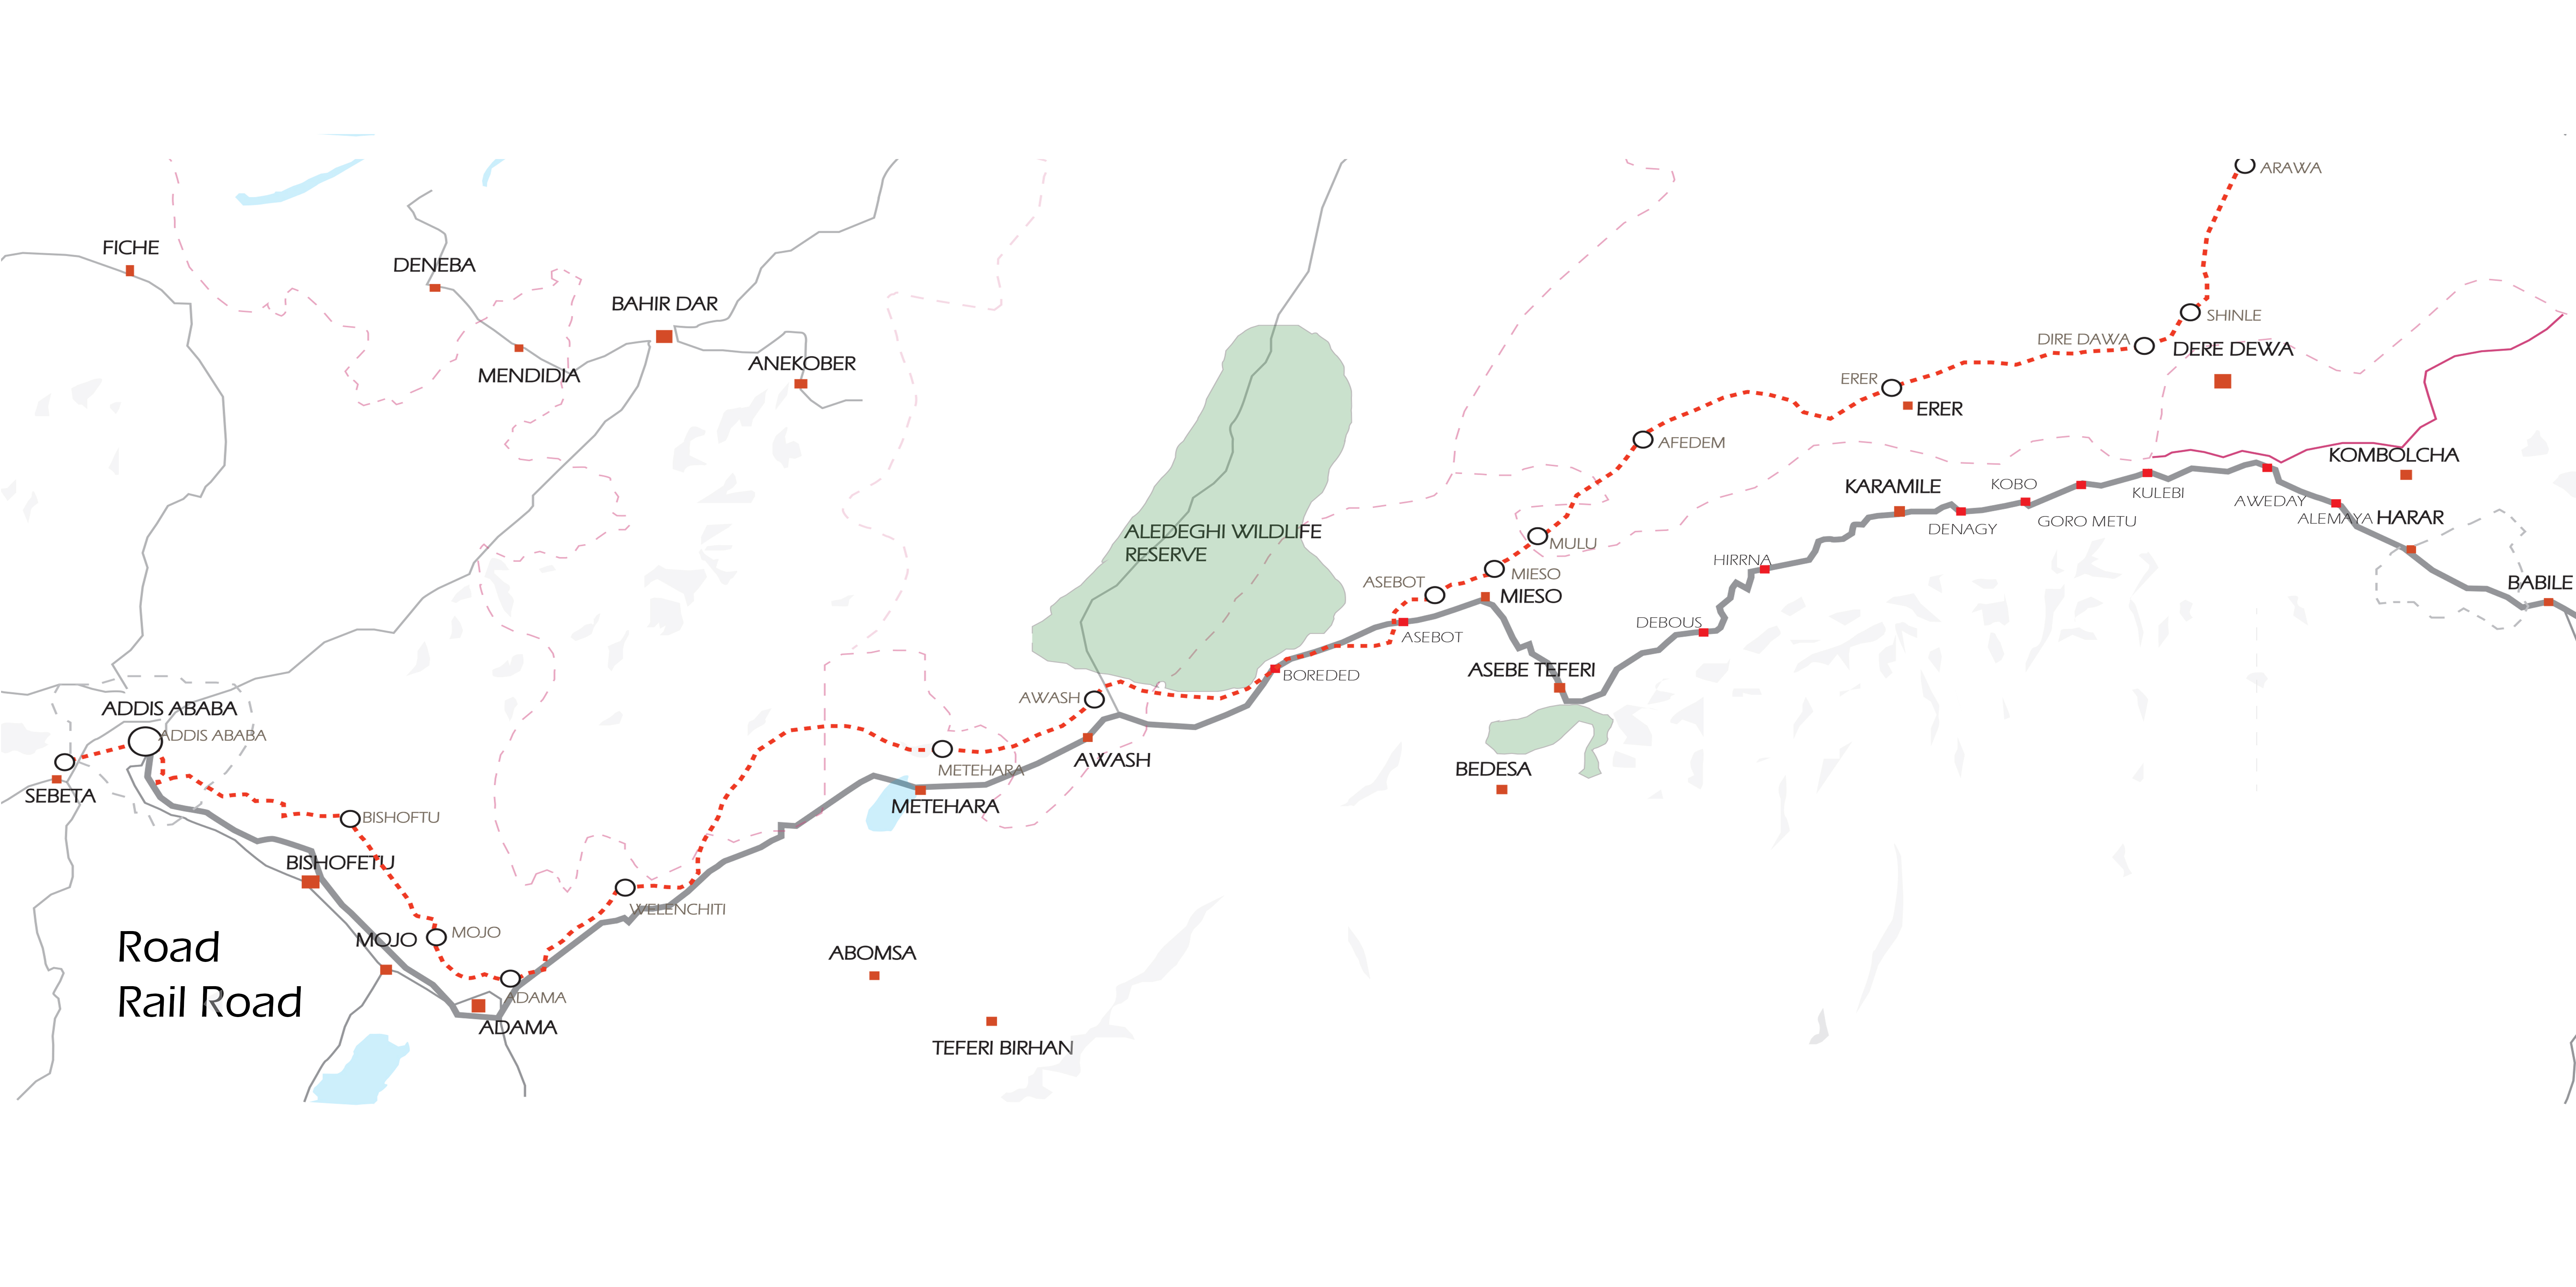 ARAWA
FICHE
DENEBA
BAHIR DAR
SHINLE
DIRE DAWA
DERE DEWA
MENDIDIA
ANEKOBER
ERER
ERER
AFEDEM
KOMBOLCHA
KARAMILE
KOBO
KULEBI
AWEDAY
ALEMAYA
HARAR
DENAGY
GORO METU
ALEDEGHI WILDLIFE
RESERVE
MULU
HIRRNA
ASEBOT
MIESO
MIESO
BABILE
DEBOUS
ASEBOT
BOREDED
ASEBE TEFERI
AWASH
ADDIS ABABA
ADDIS ABABA
AWASH
METEHARA
BEDESA
SEBETA
METEHARA
BISHOFTU
BISHOFETU
WELENCHITI
MOJO
MOJO
Road
Rail Road
ABOMSA
ADAMA
ADAMA
TEFERI BIRHAN